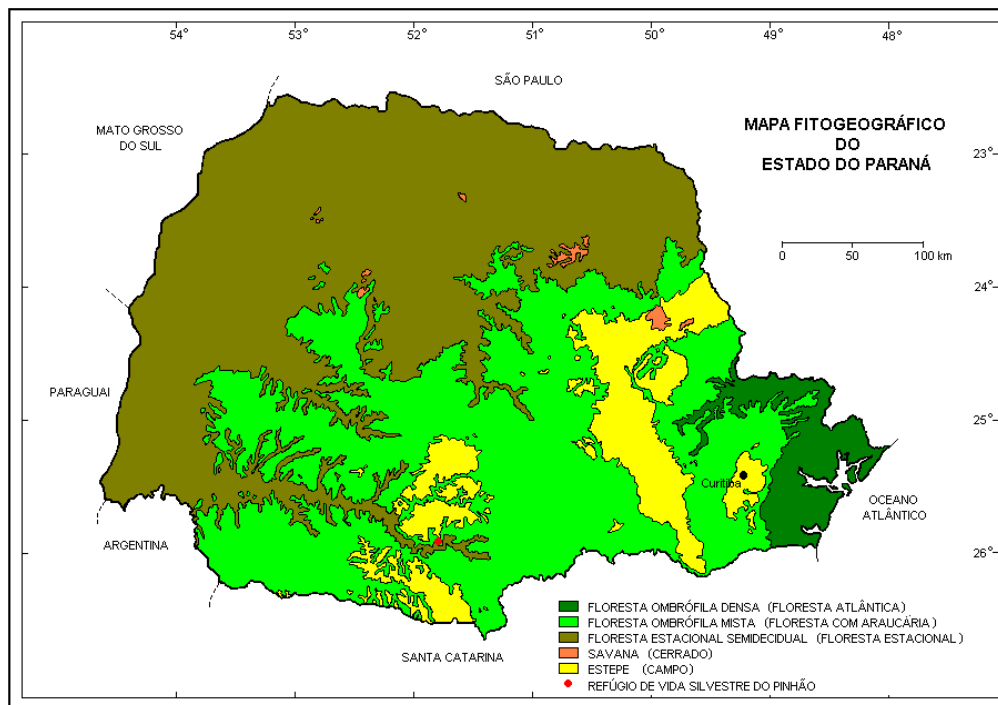 54° 53° 52° 51° 50° 49° 48°
SÃO PAULO
MATO GROSSO
DO SUL
MAPA FITOGEOGRÁFICO
DO
ESTADO DO PARANÁ
23°
0 50 100 km
24°
PARAGUAI
25°
Curitiba
OCEANO
ATLÂNTICO
ARGENTINA
26°
FLORESTA OMBRÓFILA DENSA (FLORESTA ATLÂNTICA)
FLORESTA OMBRÓFILA MISTA (FLORESTA COM ARAUCÁRIA)
FLORESTA ESTACIONAL SEMIDECIDUAL (FLORESTA ESTACIONAL)
SAVANA (CERRADO)
SANTA CATARINA
ESTEPE (CAMPO)
REFÚGIO DE VIDA SILVESTRE DO PINHÃO